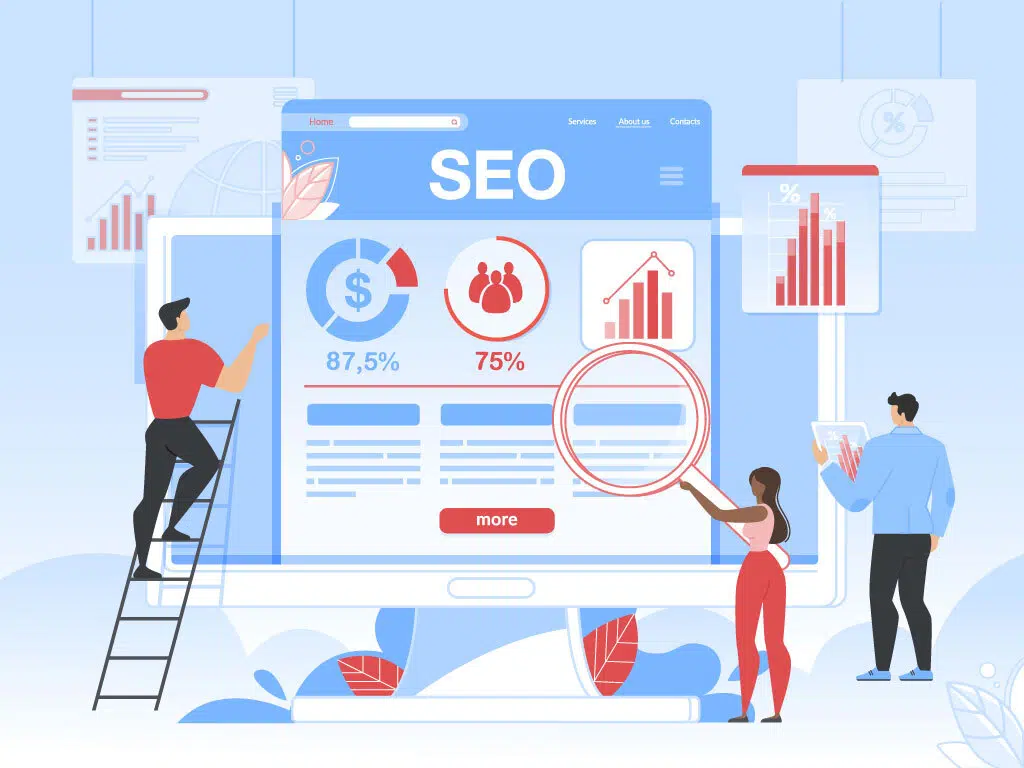 Home
Services
About us
Contacts
SEO
%
%
%
$
87,5%
75%
more
%